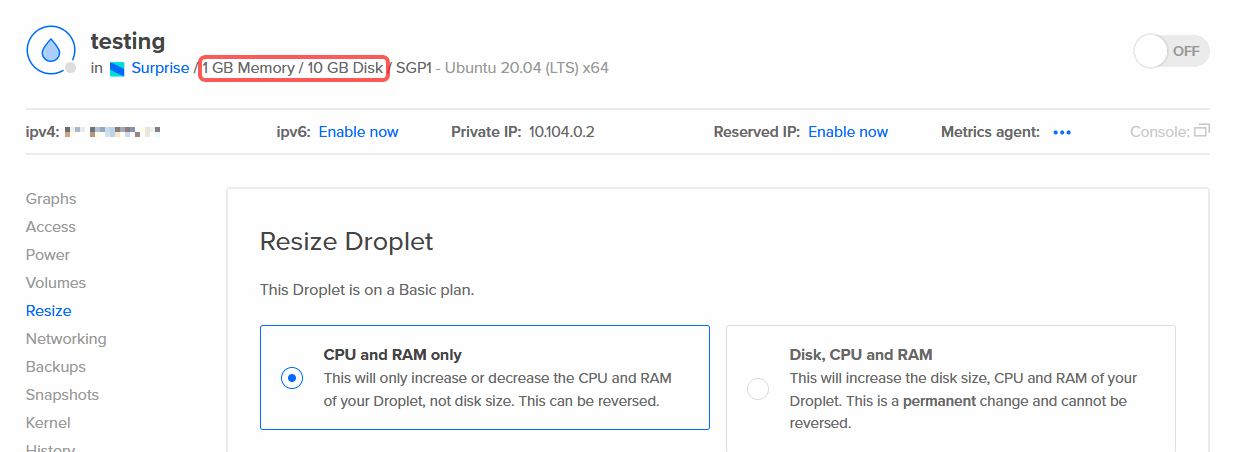 testing
in Surprise / 1 GB Memory / 10 GB Disk / SGP1 - Ubuntu 20.04 (LTS) x64
OFF
ipv4: ipv6: Enable now Private IP: 10.104.0.2 Reserved IP: Enable now Metrics agent: ••• Console:
Graphs
Access
Power
Volumes
Resize
Networking
Backups
Snapshots
Kernel
History
Resize Droplet
This Droplet is on a Basic plan.
CPU and RAM only
This will only increase or decrease the CPU and RAM
of your Droplet, not disk size. This can be reversed.
Disk, CPU and RAM
This will increase the disk size, CPU and RAM of your
Droplet. This is a permanent change and cannot be
reversed.